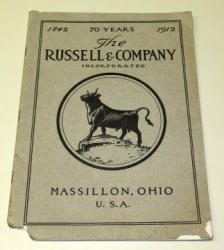 1842 70 YEARS 1912
The
RUSSELL & COMPANY
INCORPORATED
MASSILLON, OHIO
U. S. A.